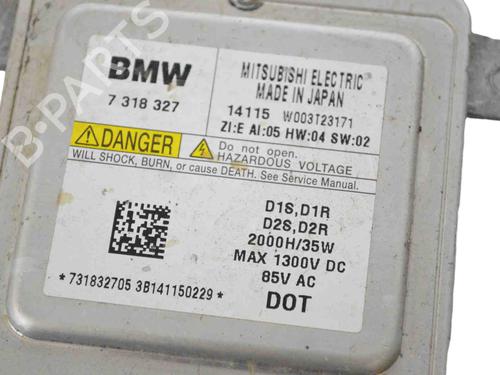 BMW
7 318 327
MITSUBISHI ELECTRIC
MADE IN JAPAN
14115 W003T23171
ZI:E AI:05 HW:04 SW:02
DANGER
Do not open.
HAZARDOUS VOLTAGE
WILL SHOCK, BURN, or cause DEATH. See Service Manual.
D1S,D1R
D2S,D2R
2000H/35W
MAX 1300V DC
85V AC
DOT
*731832705 3B141150229*
B-PARTS